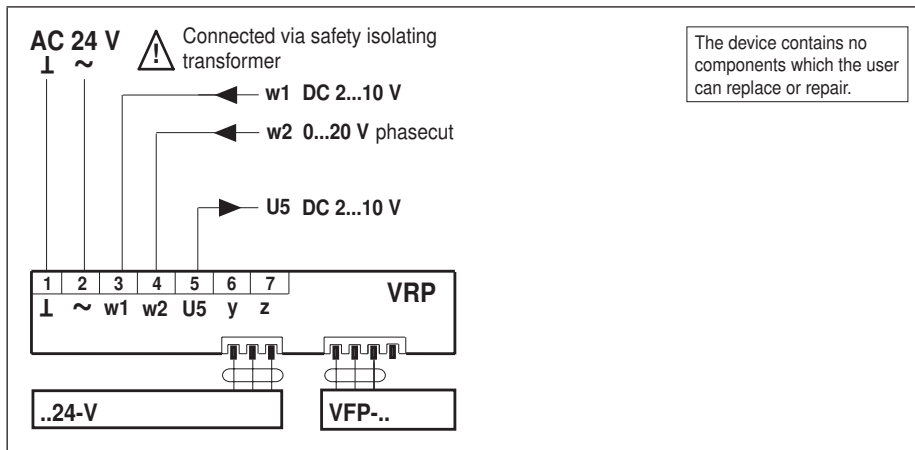 AC 24 V
⊥ ~
Connected via safety isolating
transformer
w1 DC 2...10 V
w2 0...20 V phasecut
U5 DC 2...10 V
The device contains no
components which the user
can replace or repair.
1 2 3 4 5 6 7
⊥ ~ w1 w2 U5 y z
VRP
..24-V
VFP-..